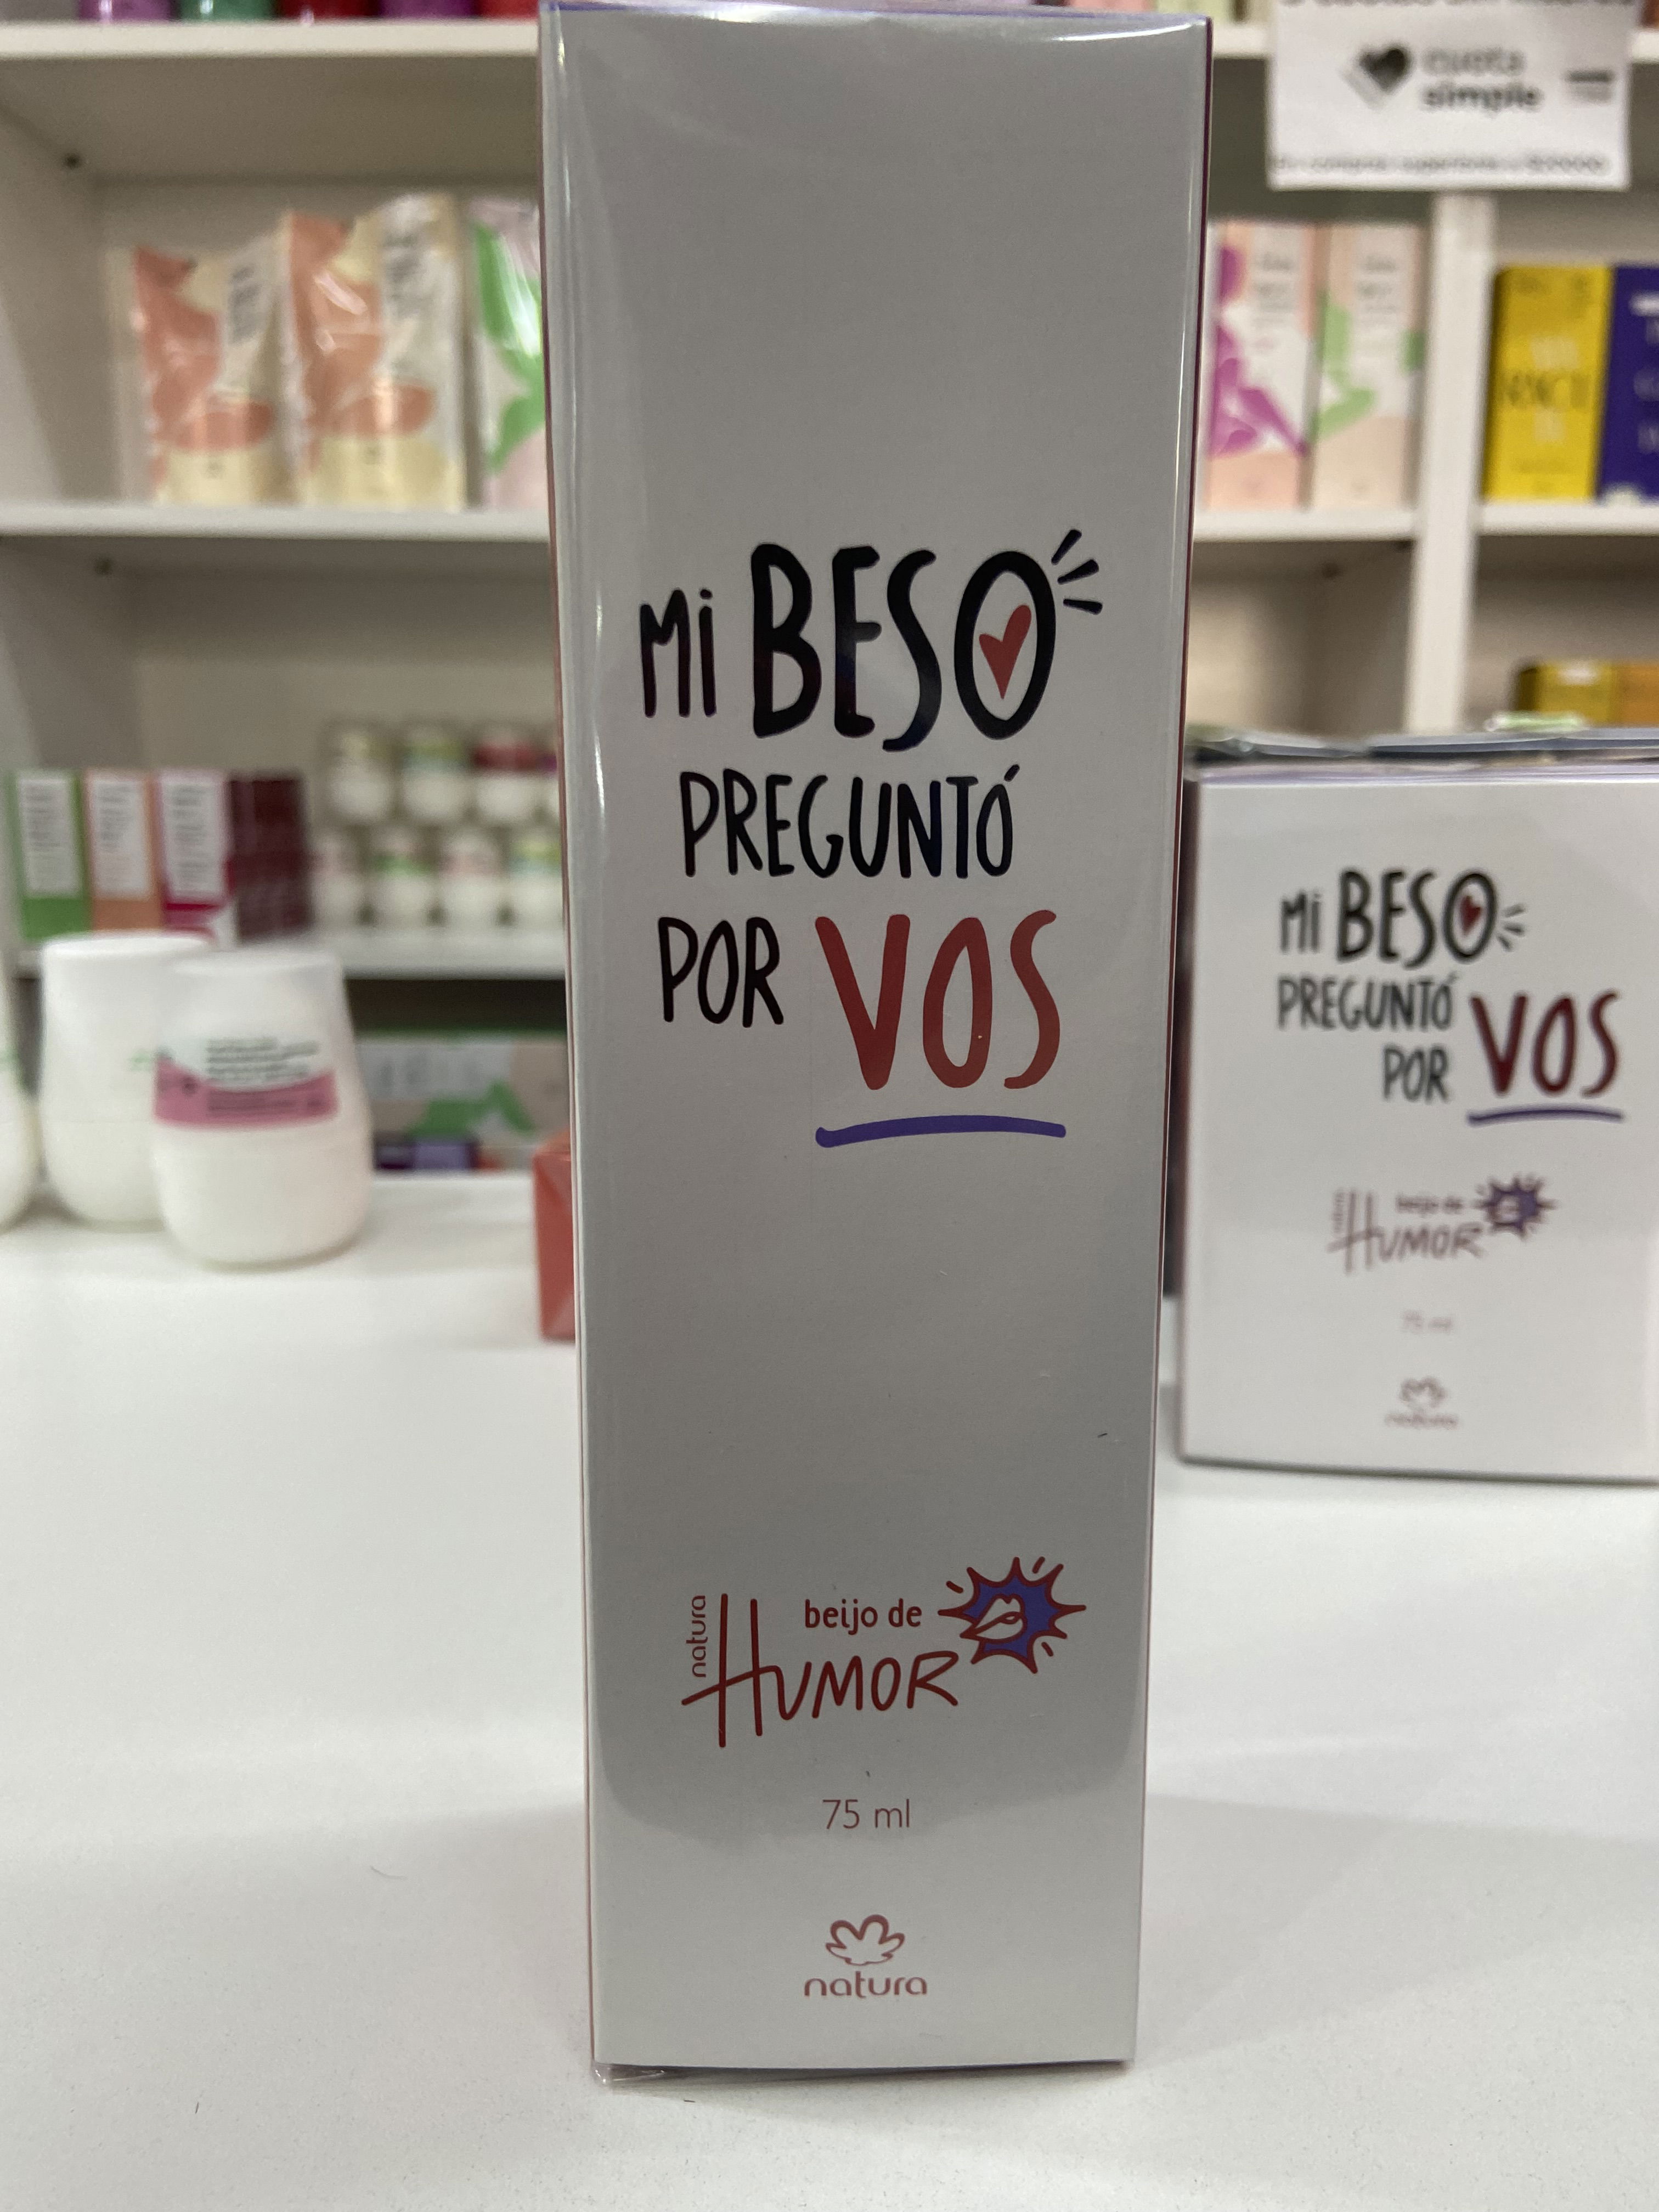 cuota
simple
Mi BESO
PREGUNTÓ
POR VOS
natura
beijo de
HUMOR
75 ml
natura
Mi BESO
PREGUNTÓ VOS
POR
beijo de
HUMOR
75 ml
natura